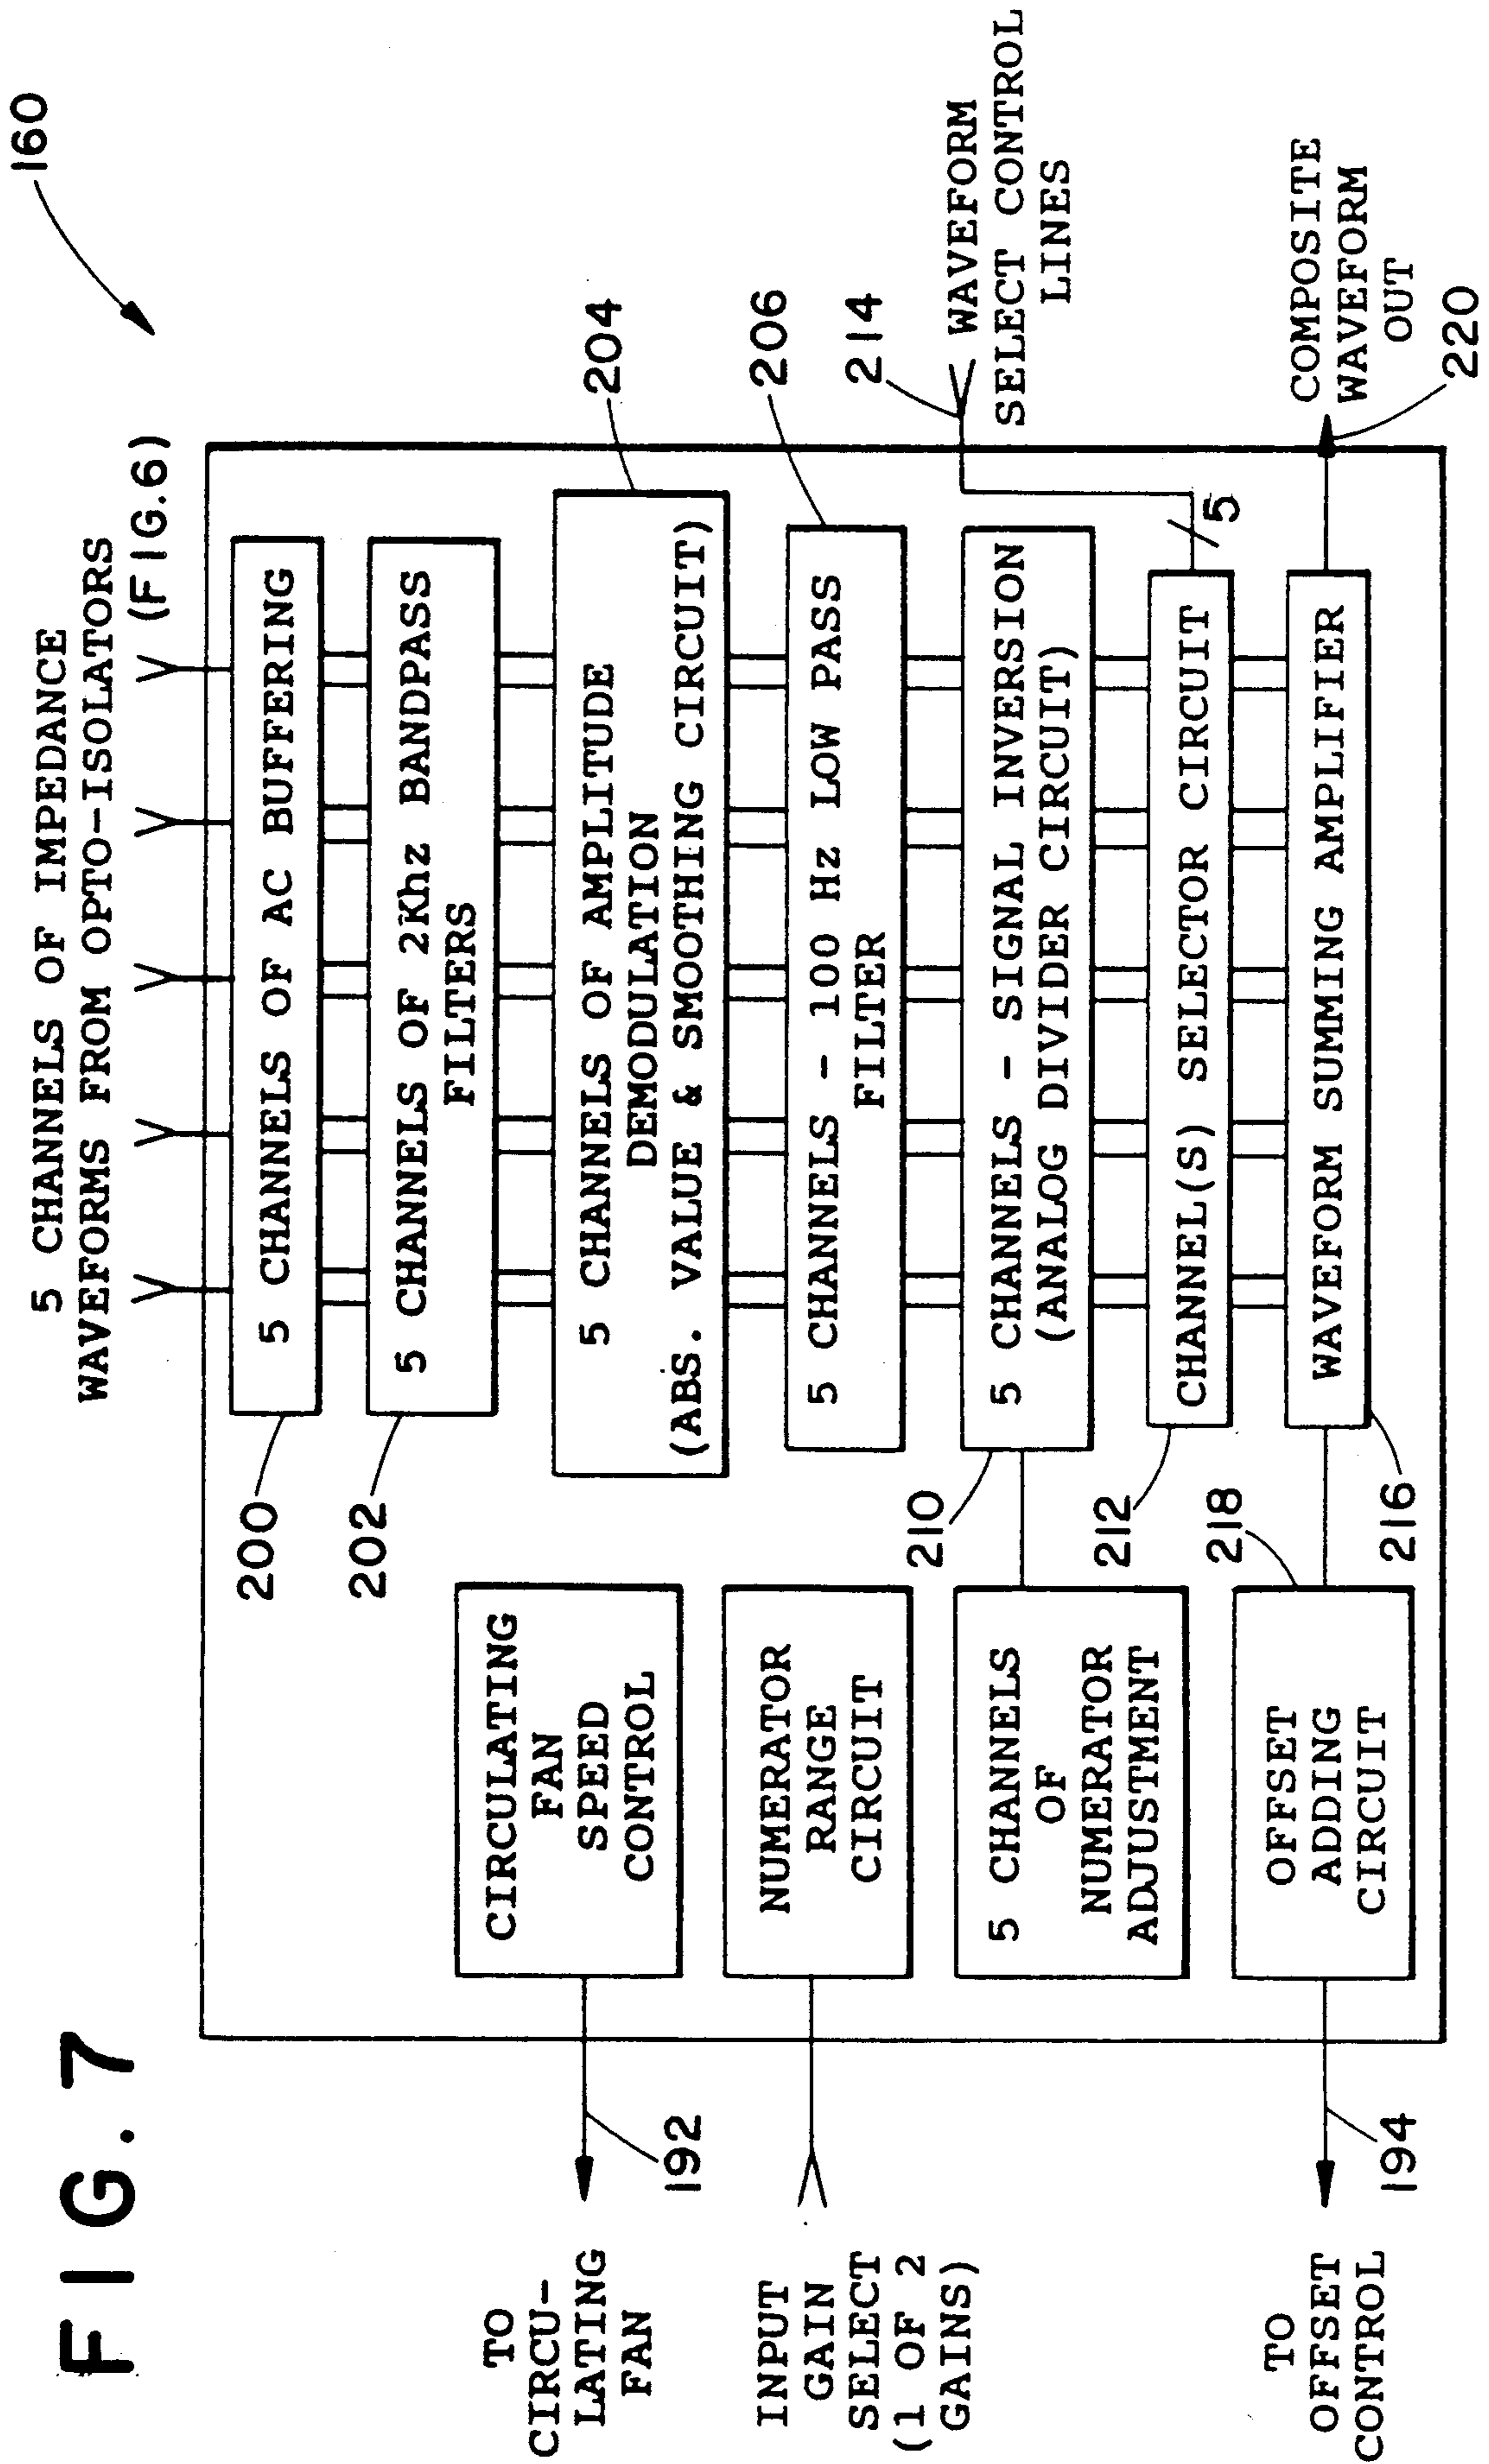 FIG. 7
160
5 CHANNELS OF IMPEDANCE
WAVEFORMS FROM OPTO-ISOLATORS
(FIG.6)
200
5 CHANNELS OF AC BUFFERING
202
5 CHANNELS OF 2Khz BANDPASS
FILTERS
204
5 CHANNELS OF AMPLITUDE
DEMODULATION
(ABS. VALUE & SMOOTHING CIRCUIT)
206
5 CHANNELS - 100 Hz LOW PASS
FILTER
210
5 CHANNELS - SIGNAL INVERSION
(ANALOG DIVIDER CIRCUIT)
212
CHANNEL(S) SELECTOR CIRCUIT
5
214
WAVEFORM
SELECT CONTROL
LINES
216
WAVEFORM SUMMING AMPLIFIER
COMPOSITE
WAVEFORM
OUT
220
CIRCULATING
FAN
SPEED
CONTROL
192
TO
CIRCU-
LATING
FAN
NUMERATOR
RANGE
CIRCUIT
INPUT
GAIN
SELECT
(1 OF 2
GAINS)
5 CHANNELS
OF
NUMERATOR
ADJUSTMENT
218
OFFSET
ADDING
CIRCUIT
194
TO
OFFSET
CONTROL